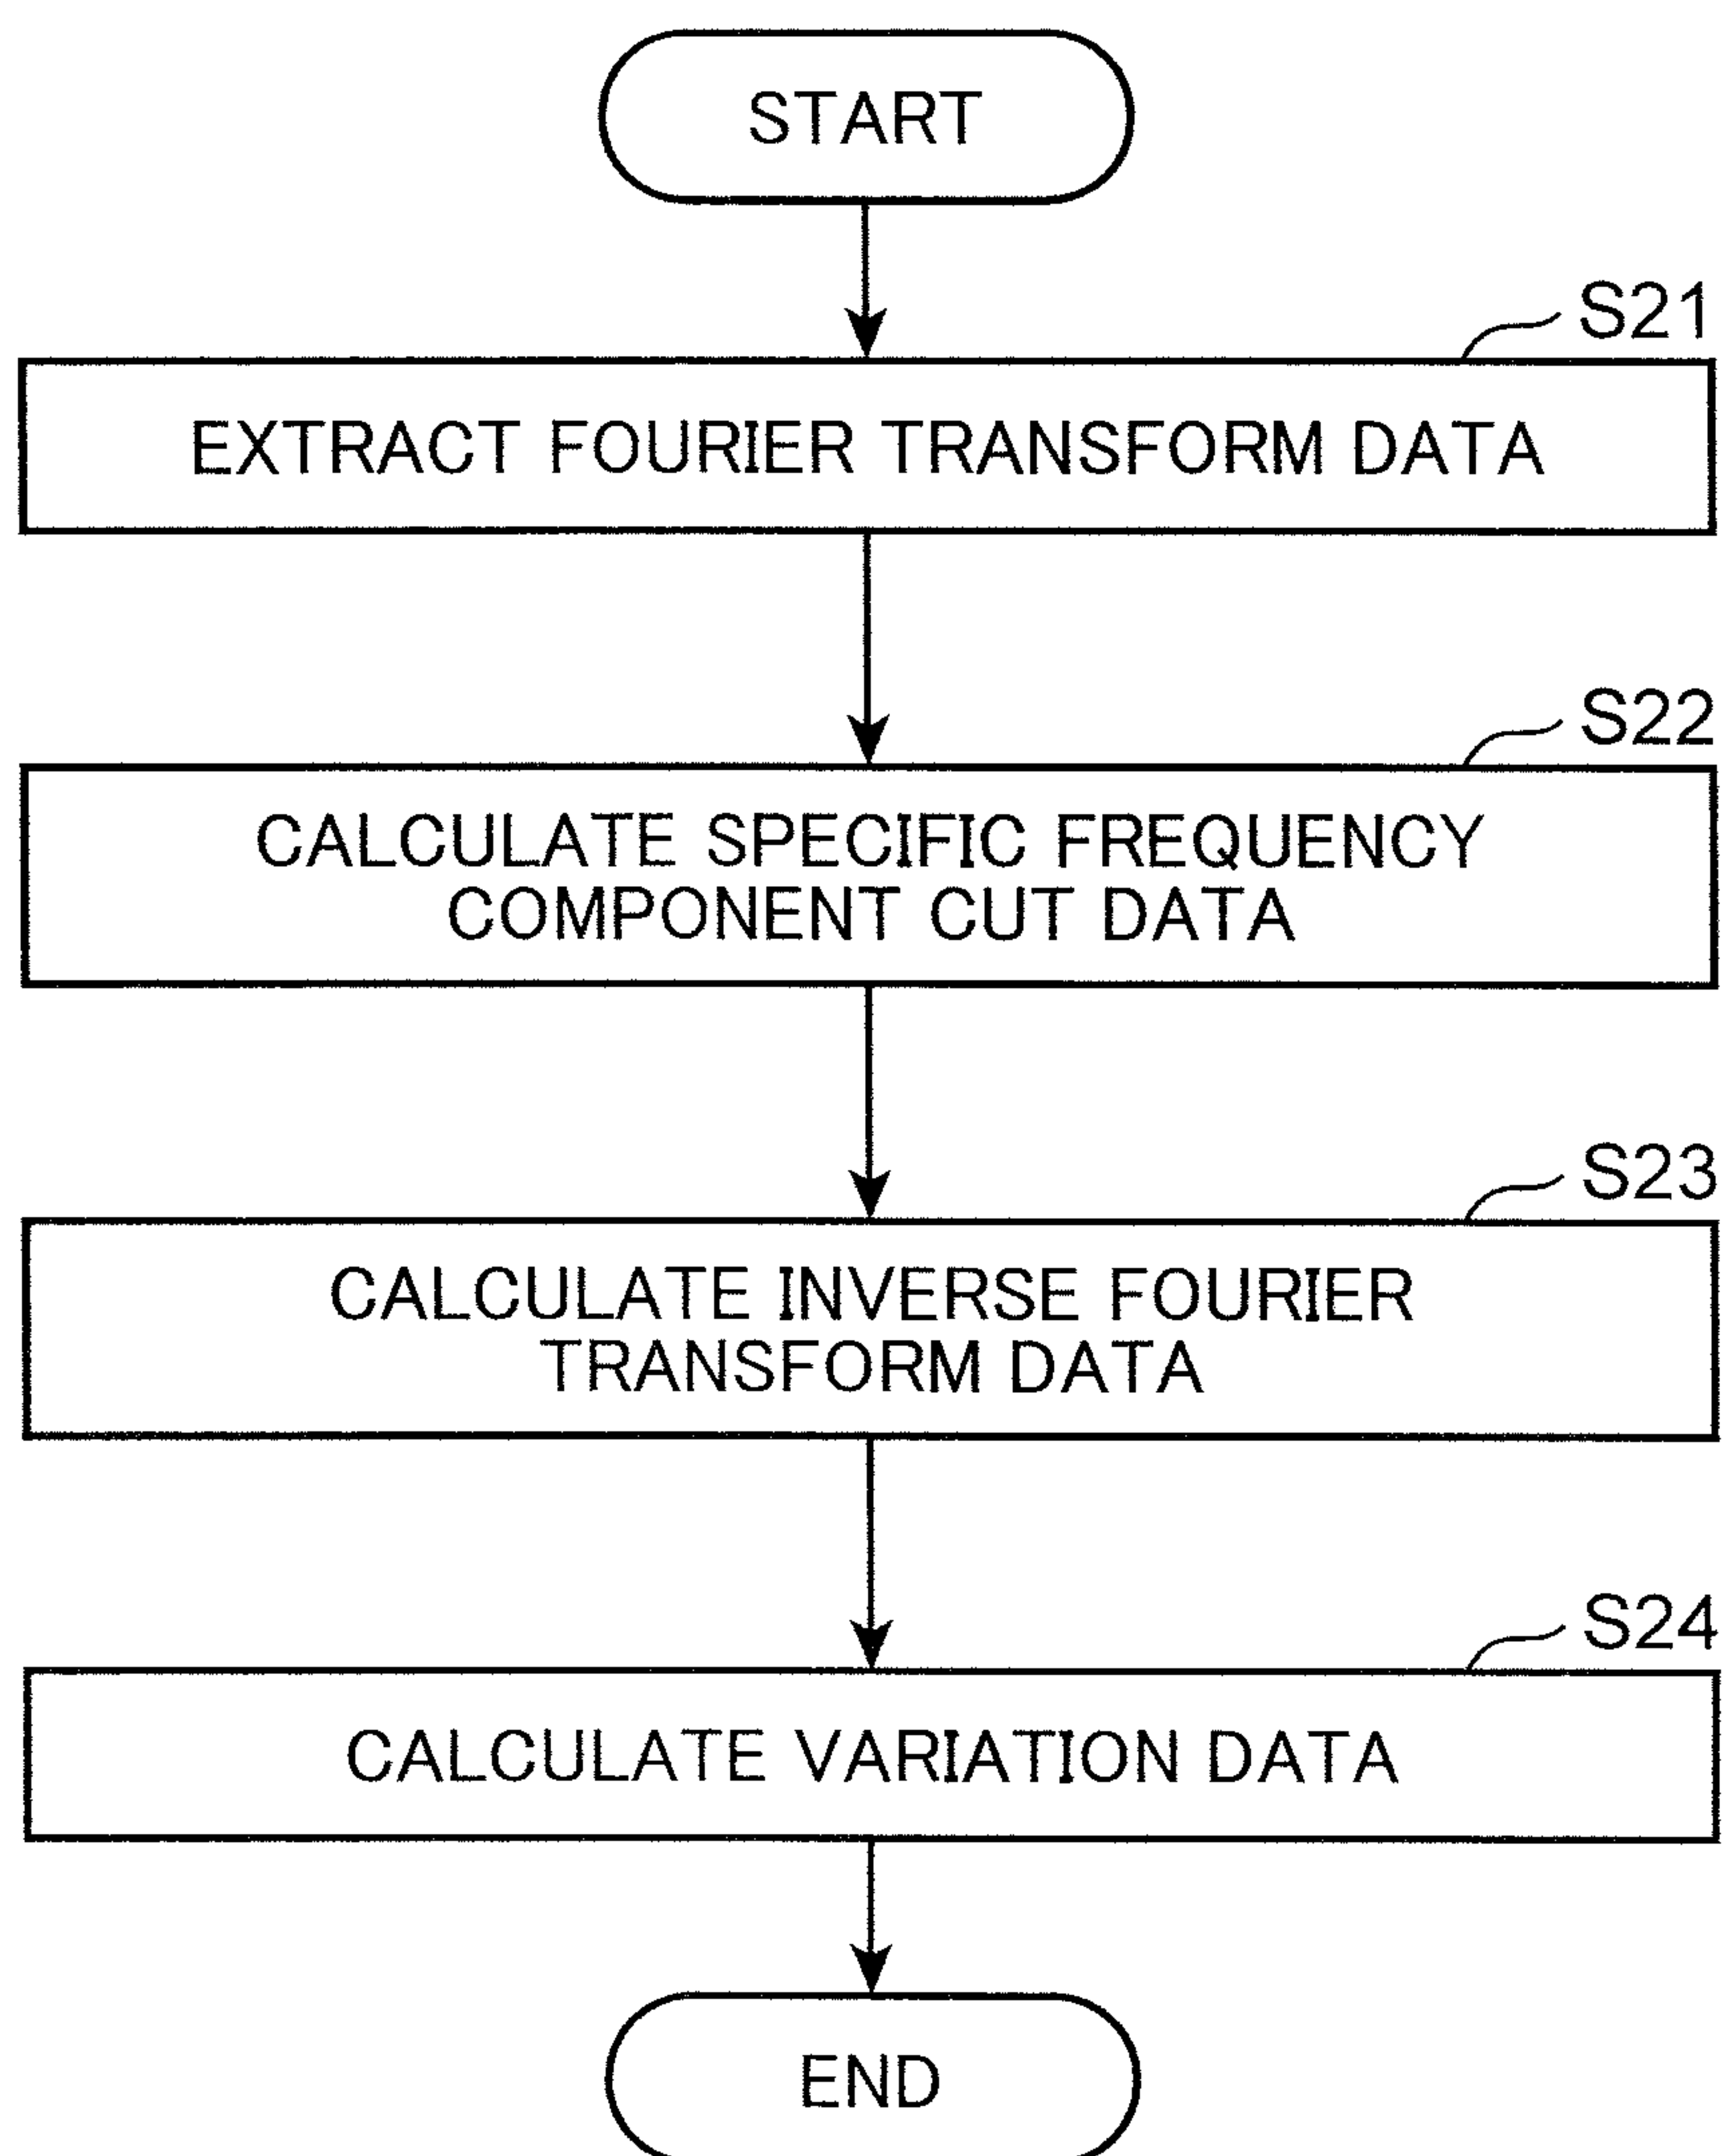 START
S21
EXTRACT FOURIER TRANSFORM DATA
S22
CALCULATE SPECIFIC FREQUENCY
COMPONENT CUT DATA
S23
CALCULATE INVERSE FOURIER
TRANSFORM DATA
S24
CALCULATE VARIATION DATA
END